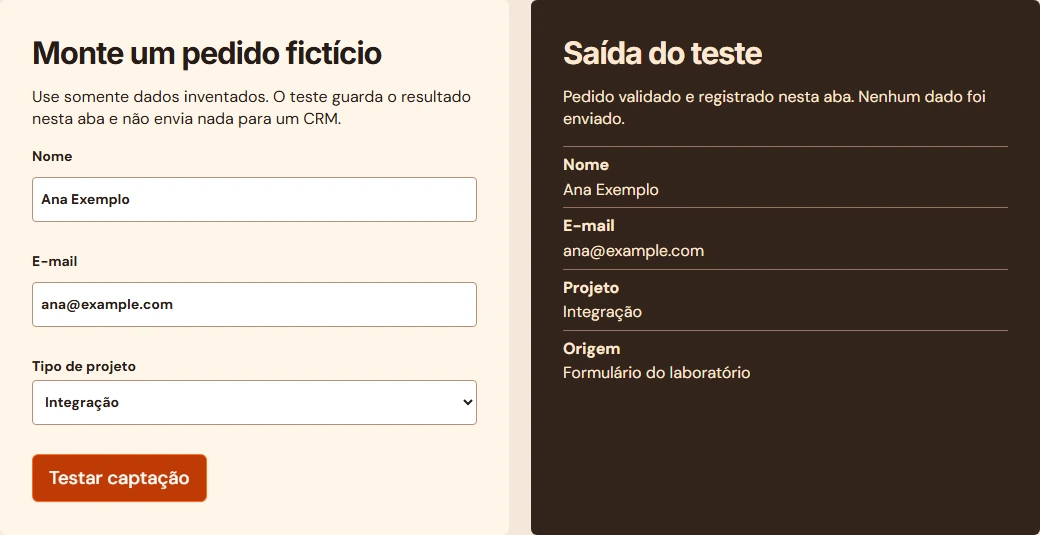 Monte um pedido fictício
Use somente dados inventados. O teste guarda o resultado
nesta aba e não envia nada para um CRM.
Nome
Ana Exemplo
E-mail
ana@example.com
Tipo de projeto
Integração
Testar captação
Saída do teste
Pedido validado e registrado nesta aba. Nenhum dado foi
enviado.
Nome
Ana Exemplo
E-mail
ana@example.com
Projeto
Integração
Origem
Formulário do laboratório